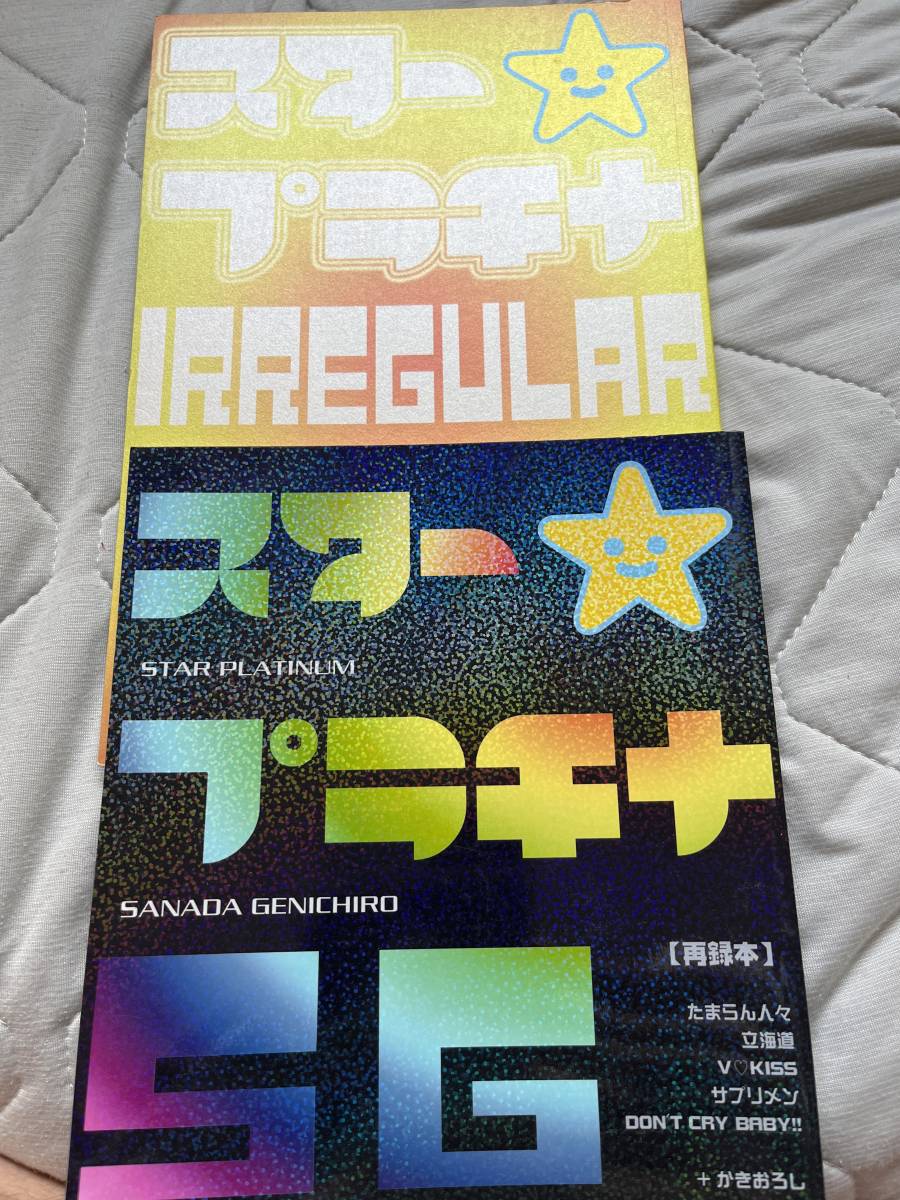 スター
プラチナ
IRREGULAR
スター
STAR PLATINUM
プラチナ
SANADA GENICHIRO
SG
【再録本】
たまらん人々
立海道
V♡KISS
サプリメン
DON'T CRY BABY!!
+かきおろし